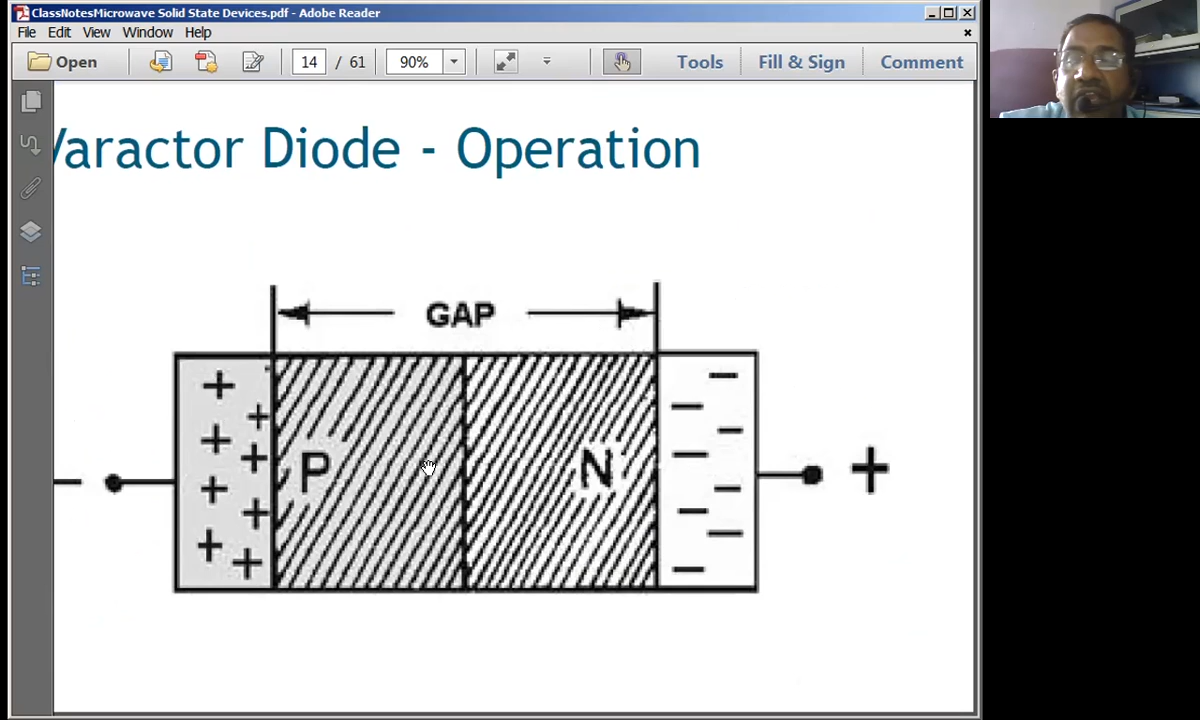 ClassNotesMicrowave Solid State Devices.pdf - Adobe Reader
File Edit View Window Help
Open 14 / 61 90% Tools Fill & Sign Comment
Varactor Diode - Operation
GAP
+ + + + + + + + P N
- +